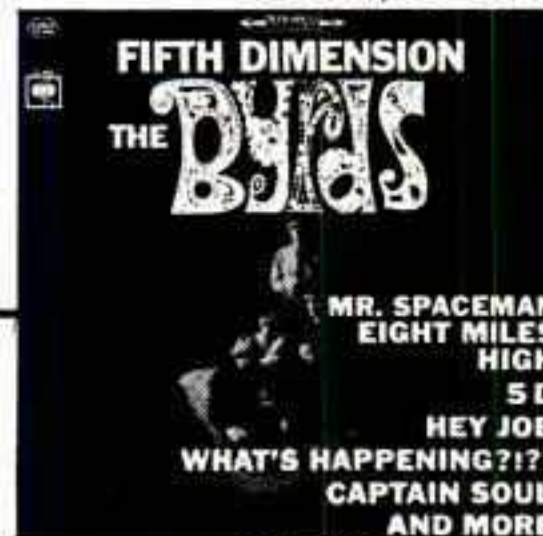 FIFTH DIMENSION
THE Byrds
MR. SPACEMAN
EIGHT MILES
HIGH
5 D
HEY JOE
WHAT'S HAPPENING?!?
CAPTAIN SOUL
AND MORE